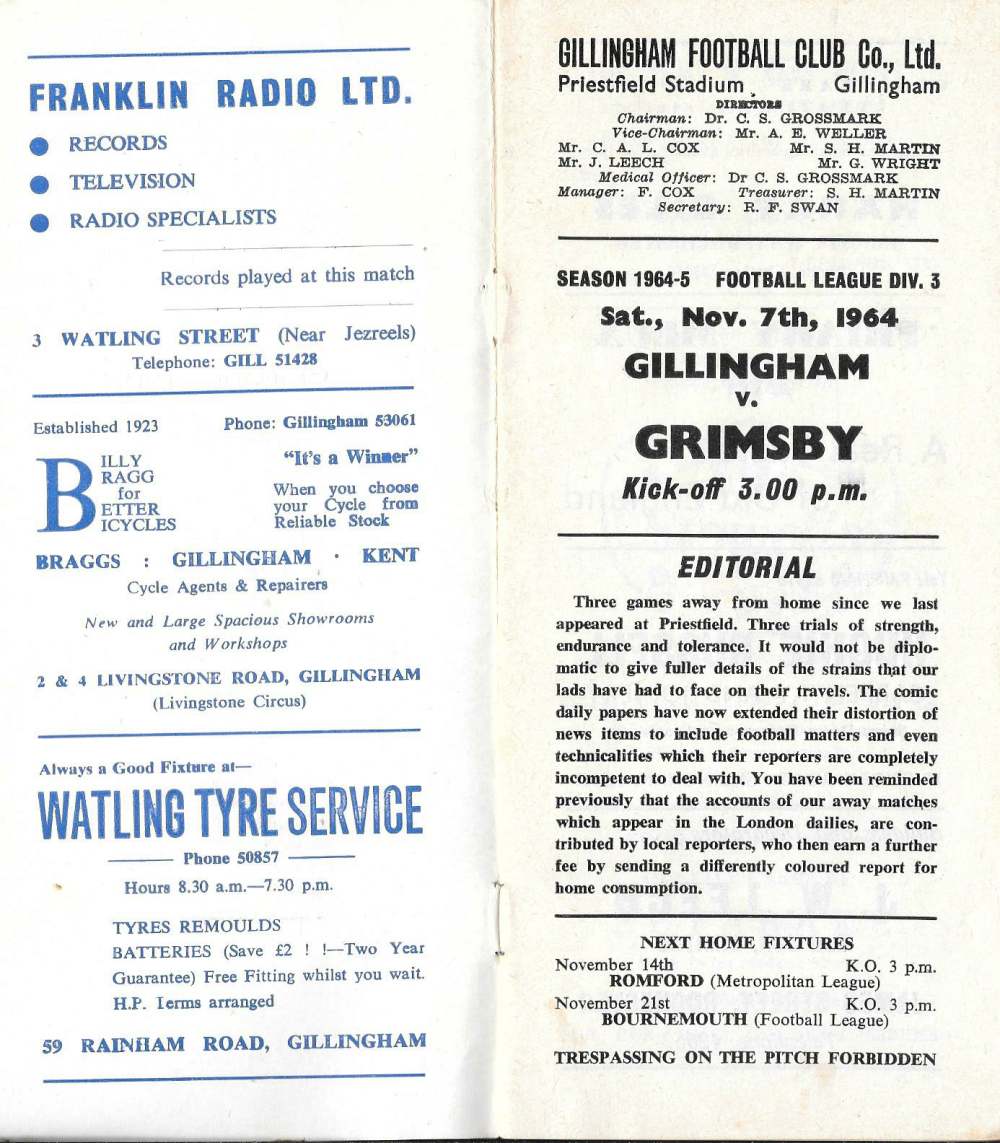 FRANKLIN RADIO LTD.
● RECORDS
● TELEVISION
● RADIO SPECIALISTS
Records played at this match
3 WATLING STREET (Near Jezreels)
Telephone: GILL 51428
Established 1923 Phone: Gillingham 53061
BILLY
RAGG
for
BETTER
BICYCLES
"It's a Winner"
When you choose
your Cycle from
Reliable Stock
BRAGGS : GILLINGHAM · KENT
Cycle Agents & Repairers
New and Large Spacious Showrooms
and Workshops
2 & 4 LIVINGSTONE ROAD, GILLINGHAM
(Livingstone Circus)
Always a Good Fixture at—
WATLING TYRE SERVICE
Phone 50857
Hours 8.30 a.m.—7.30 p.m.
TYRES REMOULDS
BATTERIES (Save £2 ! !—Two Year
Guarantee) Free Fitting whilst you wait.
H.P. Terms arranged
59 RAINHAM ROAD, GILLINGHAM
GILLINGHAM FOOTBALL CLUB Co., Ltd.
Priestfield Stadium, Gillingham
DIRECTORS
Chairman: Dr. C. S. GROSSMARK
Vice-Chairman: Mr. A. E. WELLER
Mr. C. A. L. COX Mr. S. H. MARTIN
Mr. J. LEECH Mr. G. WRIGHT
Medical Officer: Dr C. S. GROSSMARK
Manager: F. COX Treasurer: S. H. MARTIN
Secretary: R. F. SWAN
SEASON 1964-5 FOOTBALL LEAGUE DIV. 3
Sat., Nov. 7th, 1964
GILLINGHAM
v.
GRIMSBY
Kick-off 3.00 p.m.
EDITORIAL
Three games away from home since we last
appeared at Priestfield. Three trials of strength,
endurance and tolerance. It would not be diplo-
matic to give fuller details of the strains that our
lads have had to face on their travels. The comic
daily papers have now extended their distortion of
news items to include football matters and even
technicalities which their reporters are completely
incompetent to deal with. You have been reminded
previously that the accounts of our away matches
which appear in the London dailies, are con-
tributed by local reporters, who then earn a further
fee by sending a differently coloured report for
home consumption.
NEXT HOME FIXTURES
November 14th K.O. 3 p.m.
ROMFORD (Metropolitan League)
November 21st K.O. 3 p.m.
BOURNEMOUTH (Football League)
TRESPASSING ON THE PITCH FORBIDDEN